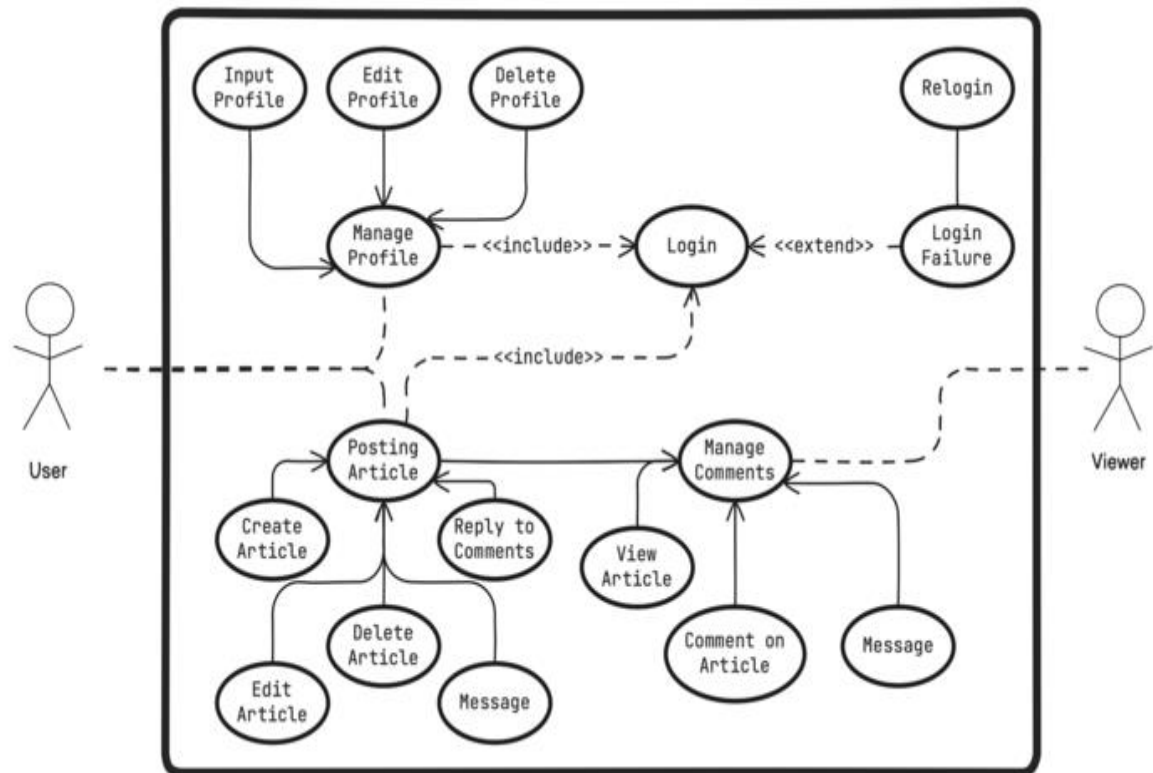 Input
Profile
Edit
Profile
Delete
Profile
Relogin
Manage
Profile
<<include>>
Login
<<extend>>
Login
Failure
<<include>>
User
Posting
Article
Manage
Comments
Viewer
Create
Article
Reply to
Comments
View
Article
Delete
Article
Comment on
Article
Message
Edit
Article
Message